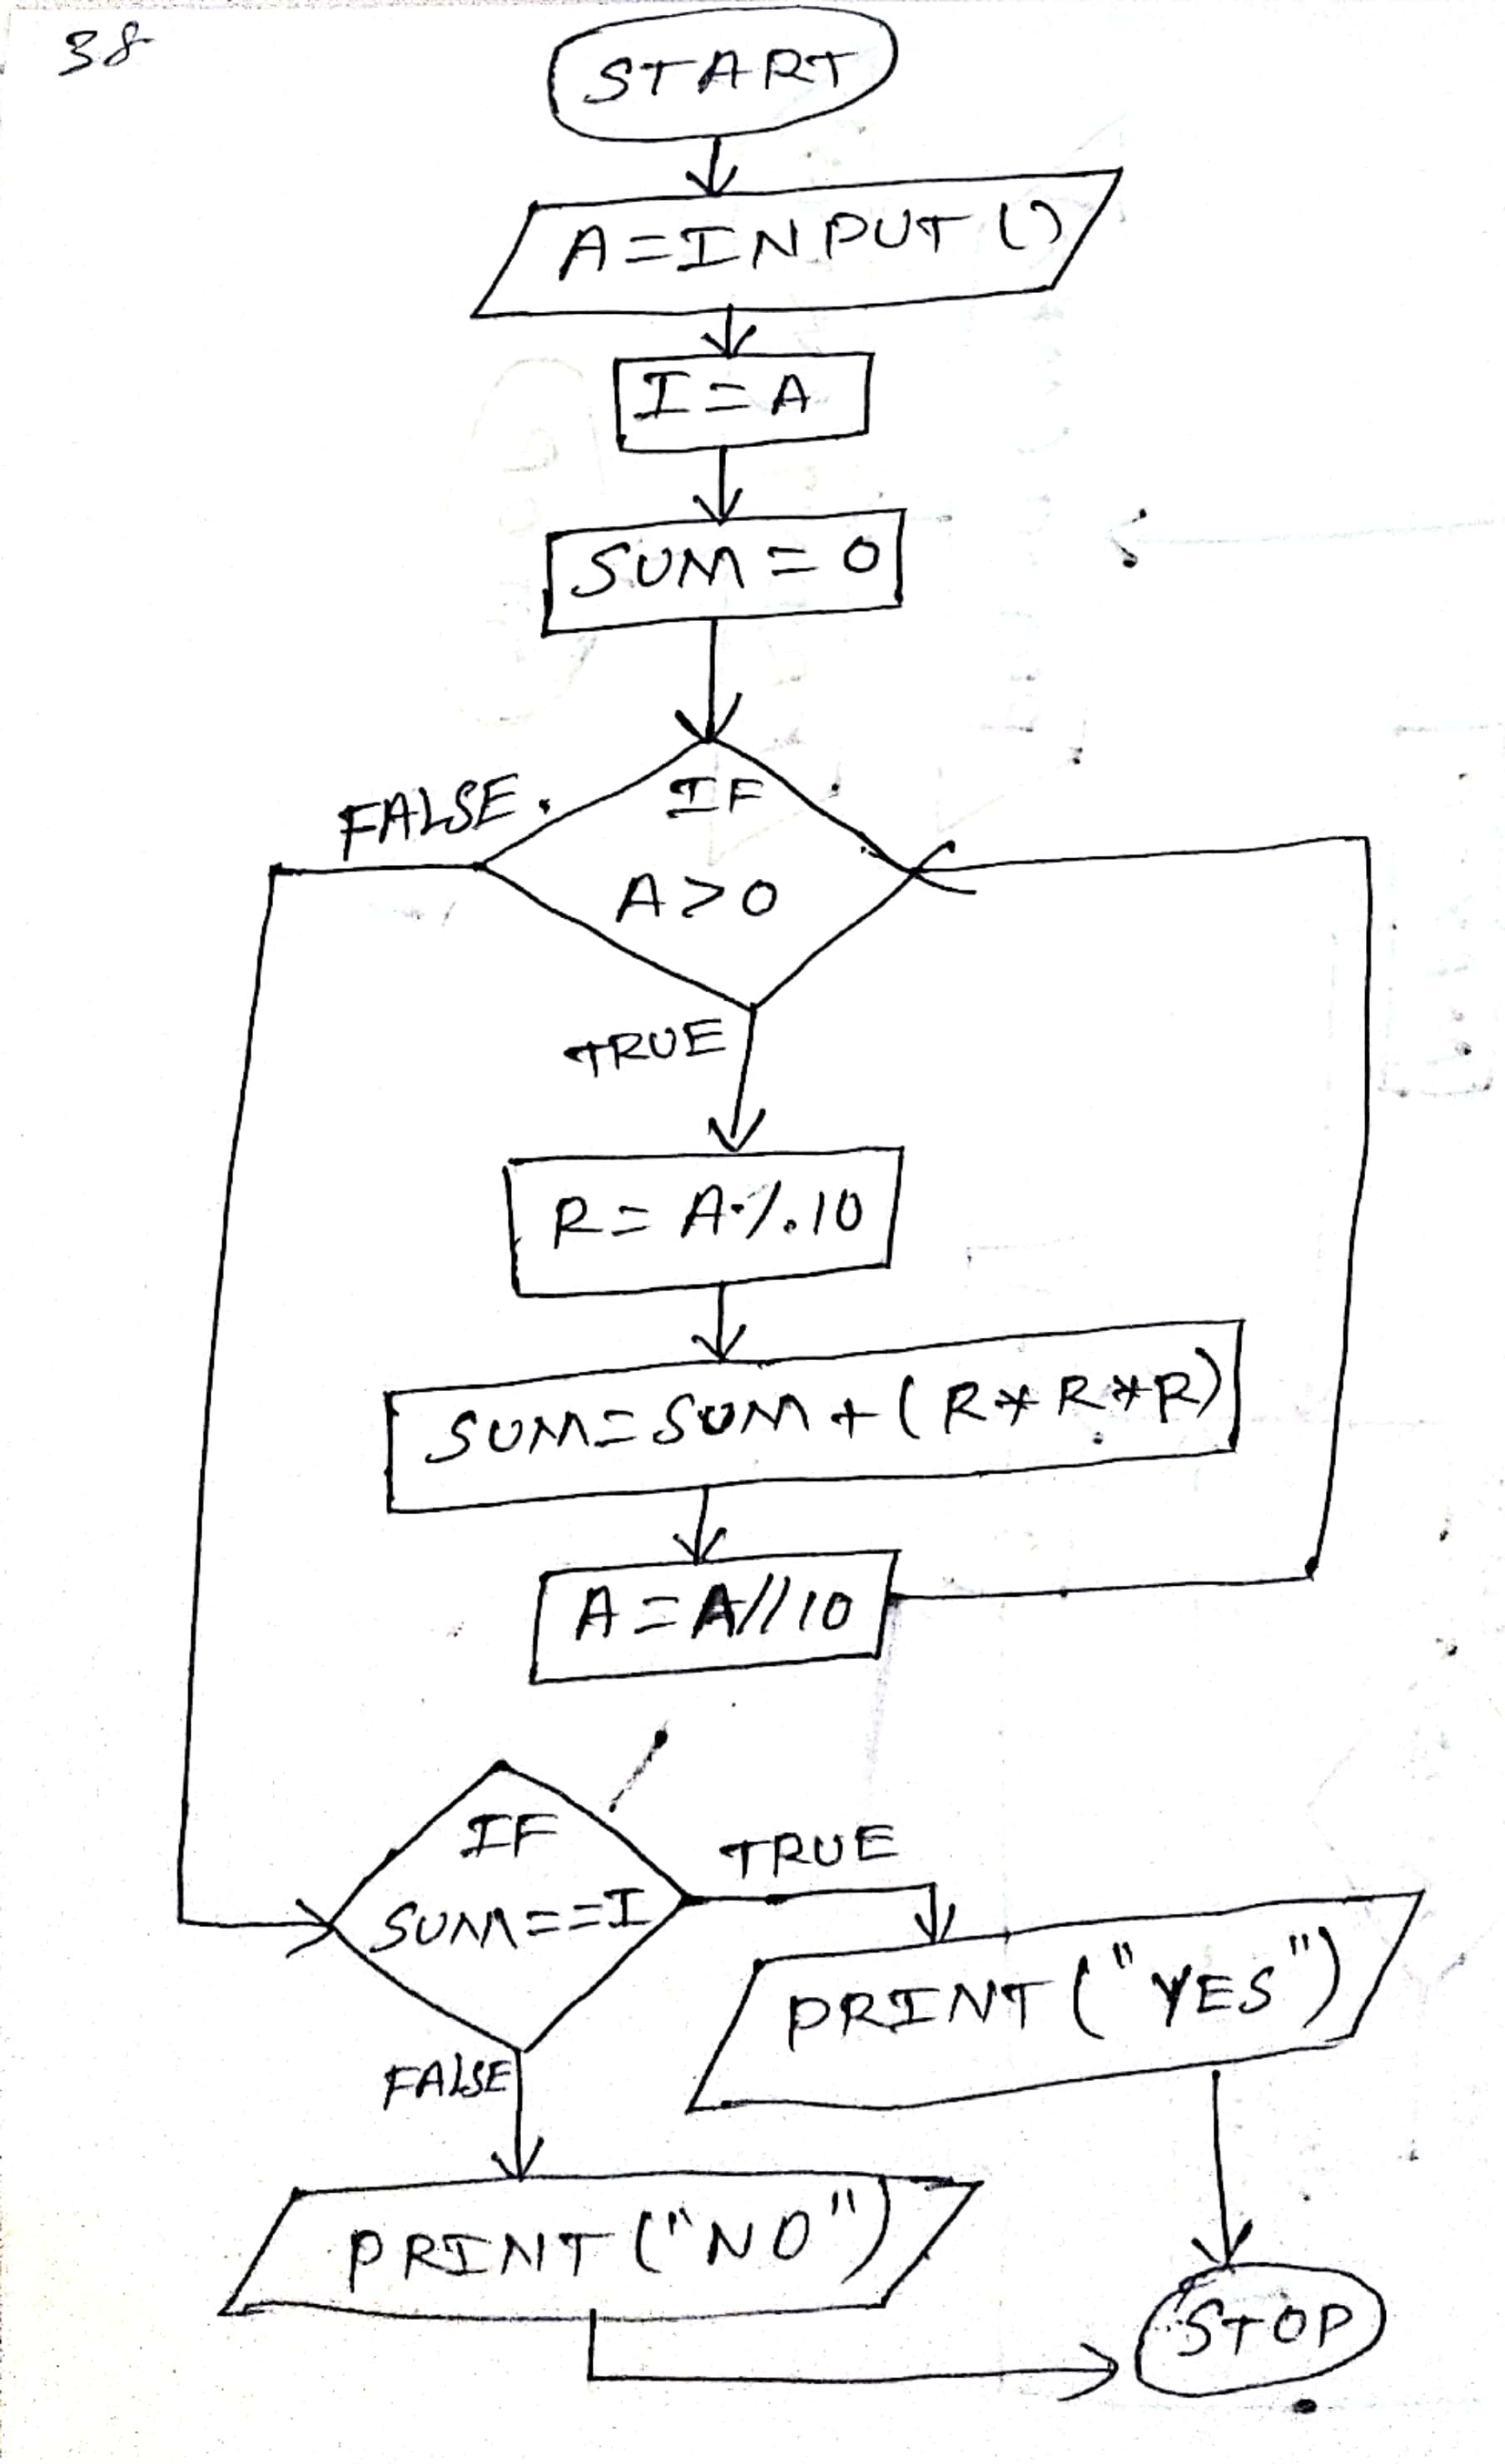 38
START
A=INPUT()
I=A
SUM=0
FALSE.
IF
A>0
TRUE
R=A%10
SUM=SUM+(R*R*R)
A=A//10
IF
SUM==I
TRUE
PRINT("YES")
FALSE
PRINT("NO")
STOP